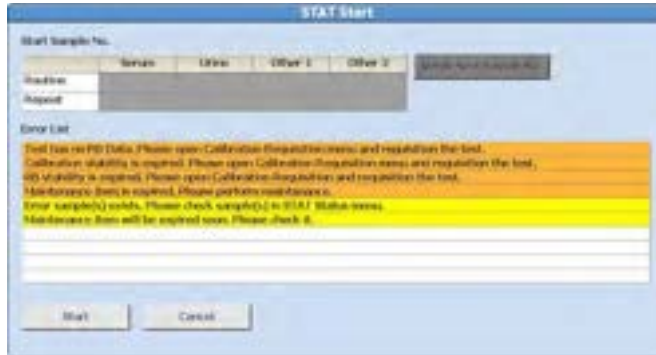 STAT Start
Start Sample No.
Serum Urine Other 1 Other 2
Routine
Repeat
Error List
Test has no RB Data. Please open Calibration Requisition menu and requisition the test.
Calibration stability is expired. Please open Calibration Requisition menu and requisition the test.
RB stability is expired. Please open Calibration Requisition and requisition the test.
Maintenance item is expired. Please perform maintenance.
Error sample(s) exists. Please check sample(s) in STAT Status menu.
Maintenance item will be expired soon. Please check it.
Start Cancel